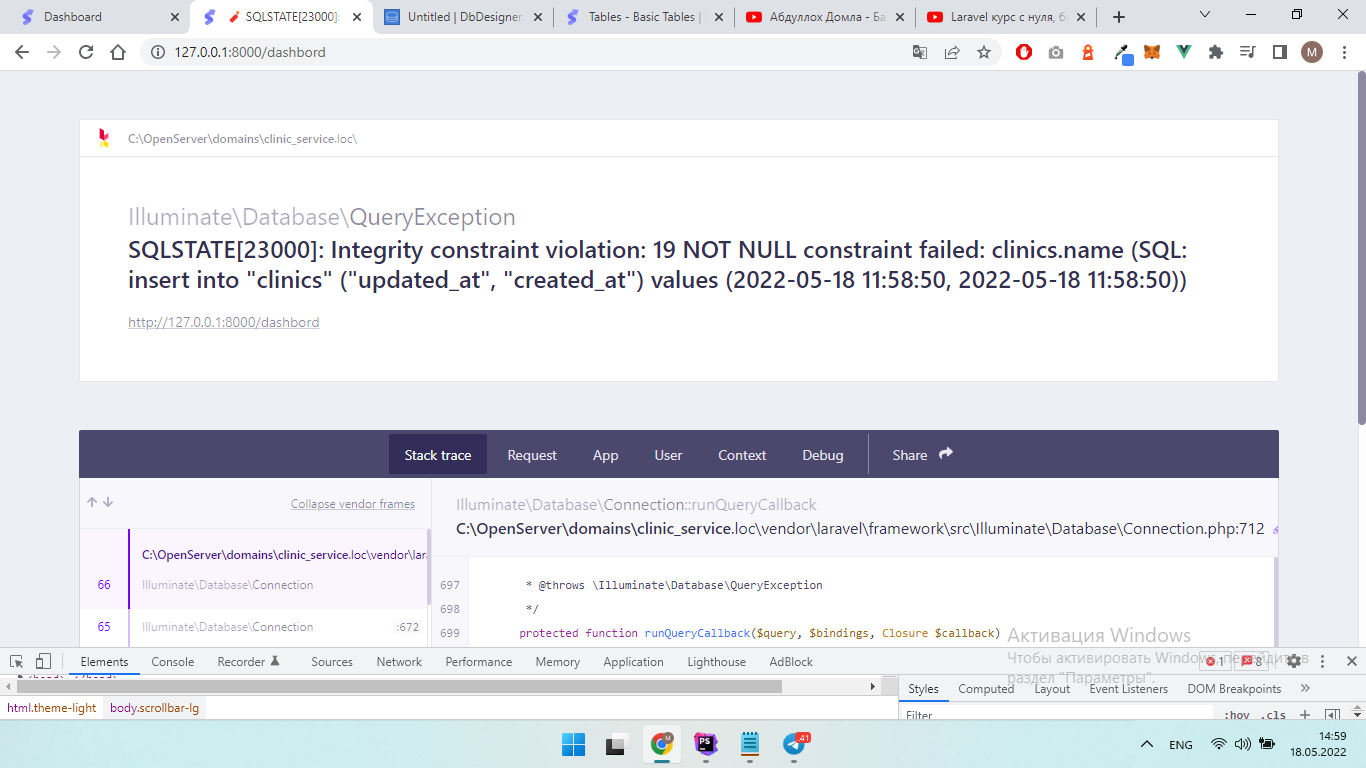 Dashboard
SQLSTATE[23000]:
Untitled | DbDesigner.
Tables - Basic Tables |
Абдуллох Домла - Ба
Laravel курс с нуля, ба
127.0.0.1:8000/dashbord
M
C:\OpenServer\domains\clinic_service.loc\
Illuminate\Database\QueryException
SQLSTATE[23000]: Integrity constraint violation: 19 NOT NULL constraint failed: clinics.name (SQL:
insert into "clinics" ("updated_at", "created_at") values (2022-05-18 11:58:50, 2022-05-18 11:58:50))
http://127.0.0.1:8000/dashbord
Stack trace
Request
App
User
Context
Debug
Share
Collapse vendor frames
Illuminate\Database\Connection::runQueryCallback
C:\OpenServer\domains\clinic_service.loc\vendor\laravel\framework\src\Illuminate\Database\Connection.php:712
C:\OpenServer\domains\clinic_service.loc\vendor\lar
66 Illuminate\Database\Connection
65 Illuminate\Database\Connection :672
697 * @throws \Illuminate\Database\QueryException
698 */
699 protected function runQueryCallback($query, $bindings, Closure $callback)
Активация Windows
Чтобы активировать Windows, перейдите в
раздел "Параметры".
Elements
Console
Recorder
Sources
Network
Performance
Memory
Application
Lighthouse
AdBlock
1
8
Styles
Computed
Layout
Event Listeners
DOM Breakpoints
html.theme-light
body.scrollbar-lg
Filter
:hov
.cls
M
PS
41
ENG
14:59
18.05.2022